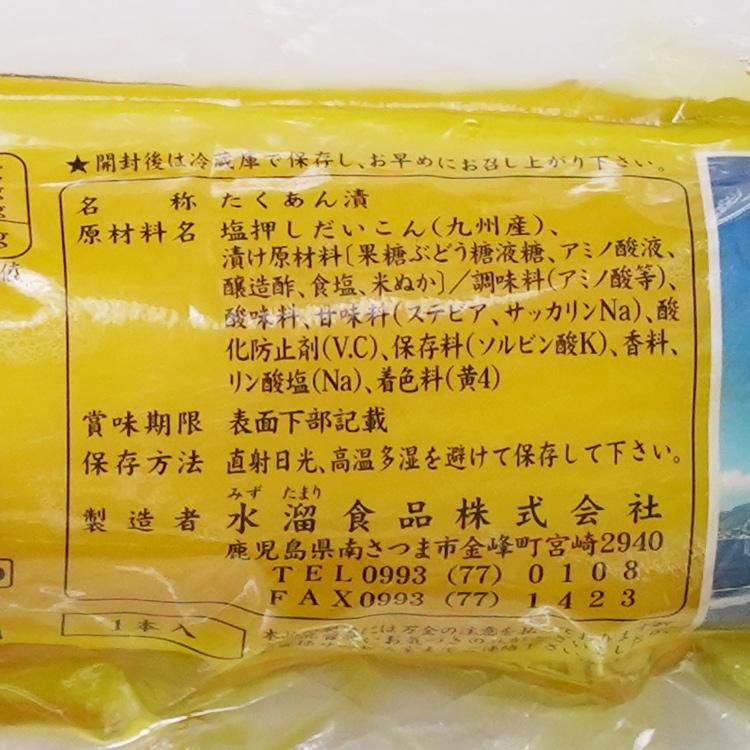 ★開封後は冷蔵庫で保存し、お早めにお召し上がり下さい。
名称 たくあん漬
原材料名 塩押しだいこん(九州産)、
漬け原材料〔果糖ぶどう糖液糖、アミノ酸液、
醸造酢、食塩、米ぬか〕/調味料(アミノ酸等)、
酸味料、甘味料(ステビア、サッカリンNa)、酸
化防止剤(V.C)、保存料(ソルビン酸K)、香料、
リン酸塩(Na)、着色料(黄4)
賞味期限 表面下部記載
保存方法 直射日光、高温多湿を避けて保存して下さい。
みず たまり
製造者 水溜食品株式会社
鹿児島県南さつま市金峰町宮崎2940
TEL0993(77)0108
FAX0993(77)1423
1本入
には万全の注意を